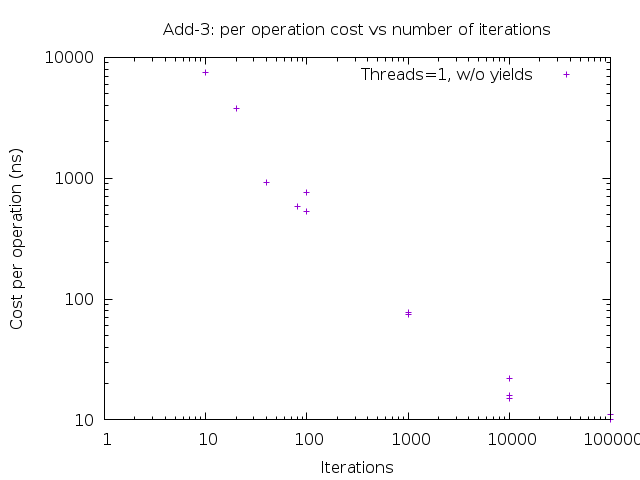 Add-3: per operation cost vs number of iterations
Threads=1, w/o yields
10000
1000
100
10
Cost per operation (ns)
1
10
100
1000
10000
100000
Iterations